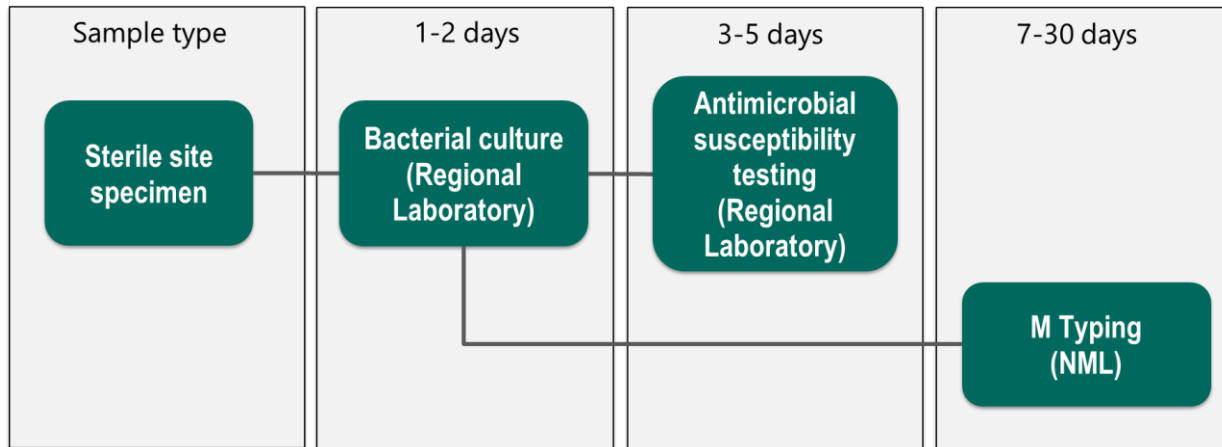 Sample type
1-2 days
3-5 days
7-30 days
Sterile site
specimen
Bacterial culture
(Regional
Laboratory)
Antimicrobial
susceptibility
testing
(Regional
Laboratory)
M Typing
(NML)